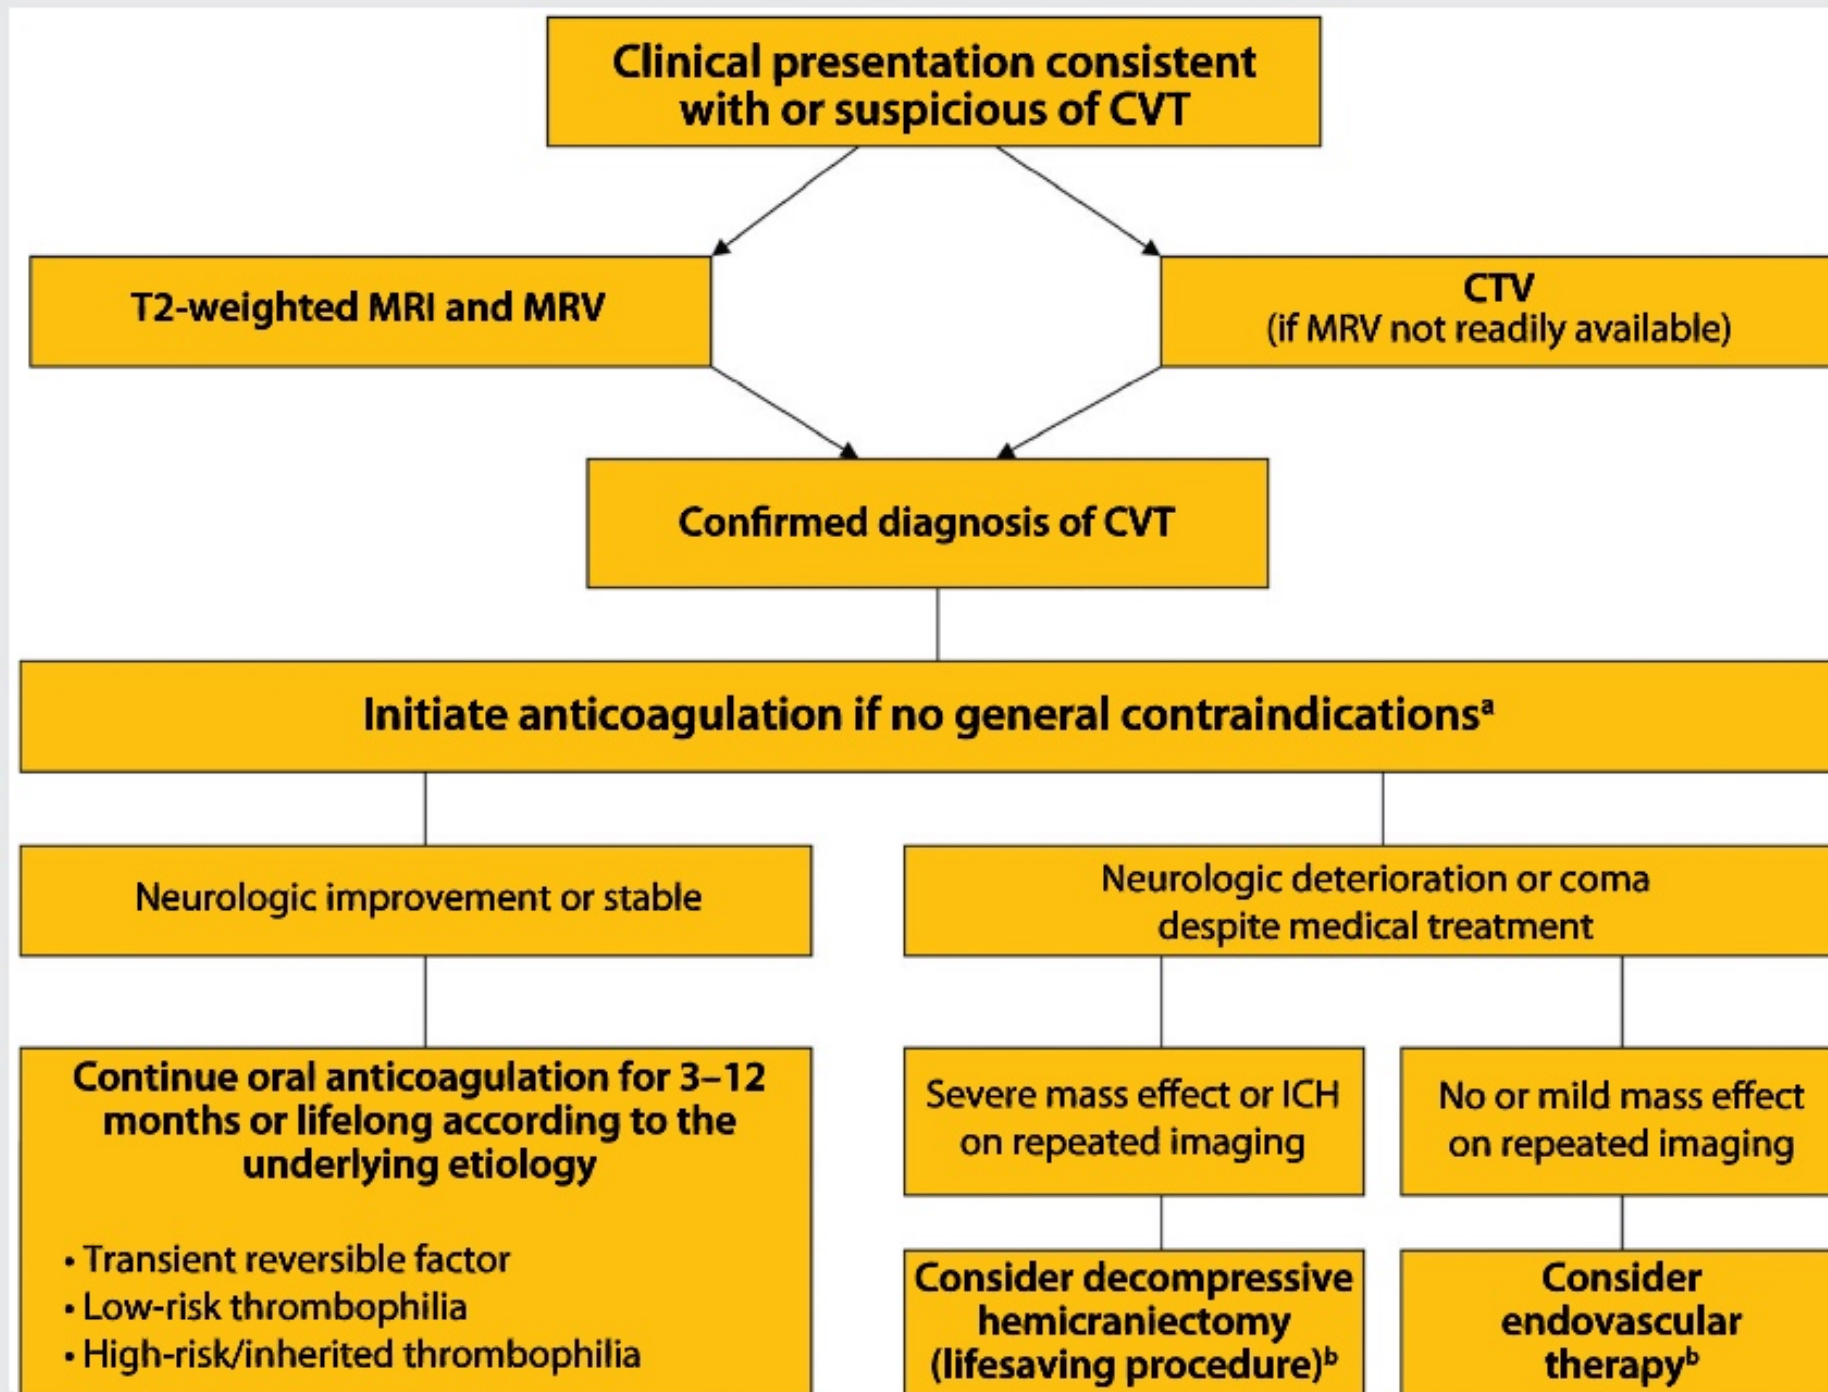 Clinical presentation consistent
with or suspicious of CVT
T2-weighted MRI and MRV
CTV
(if MRV not readily available)
Confirmed diagnosis of CVT
Initiate anticoagulation if no general contraindicationsᵃ
Neurologic improvement or stable
Neurologic deterioration or coma
despite medical treatment
Continue oral anticoagulation for 3–12
months or lifelong according to the
underlying etiology
• Transient reversible factor
• Low-risk thrombophilia
• High-risk/inherited thrombophilia
Severe mass effect or ICH
on repeated imaging
No or mild mass effect
on repeated imaging
Consider decompressive
hemicraniectomy
(lifesaving procedure)ᵇ
Consider
endovascular
therapyᵇ